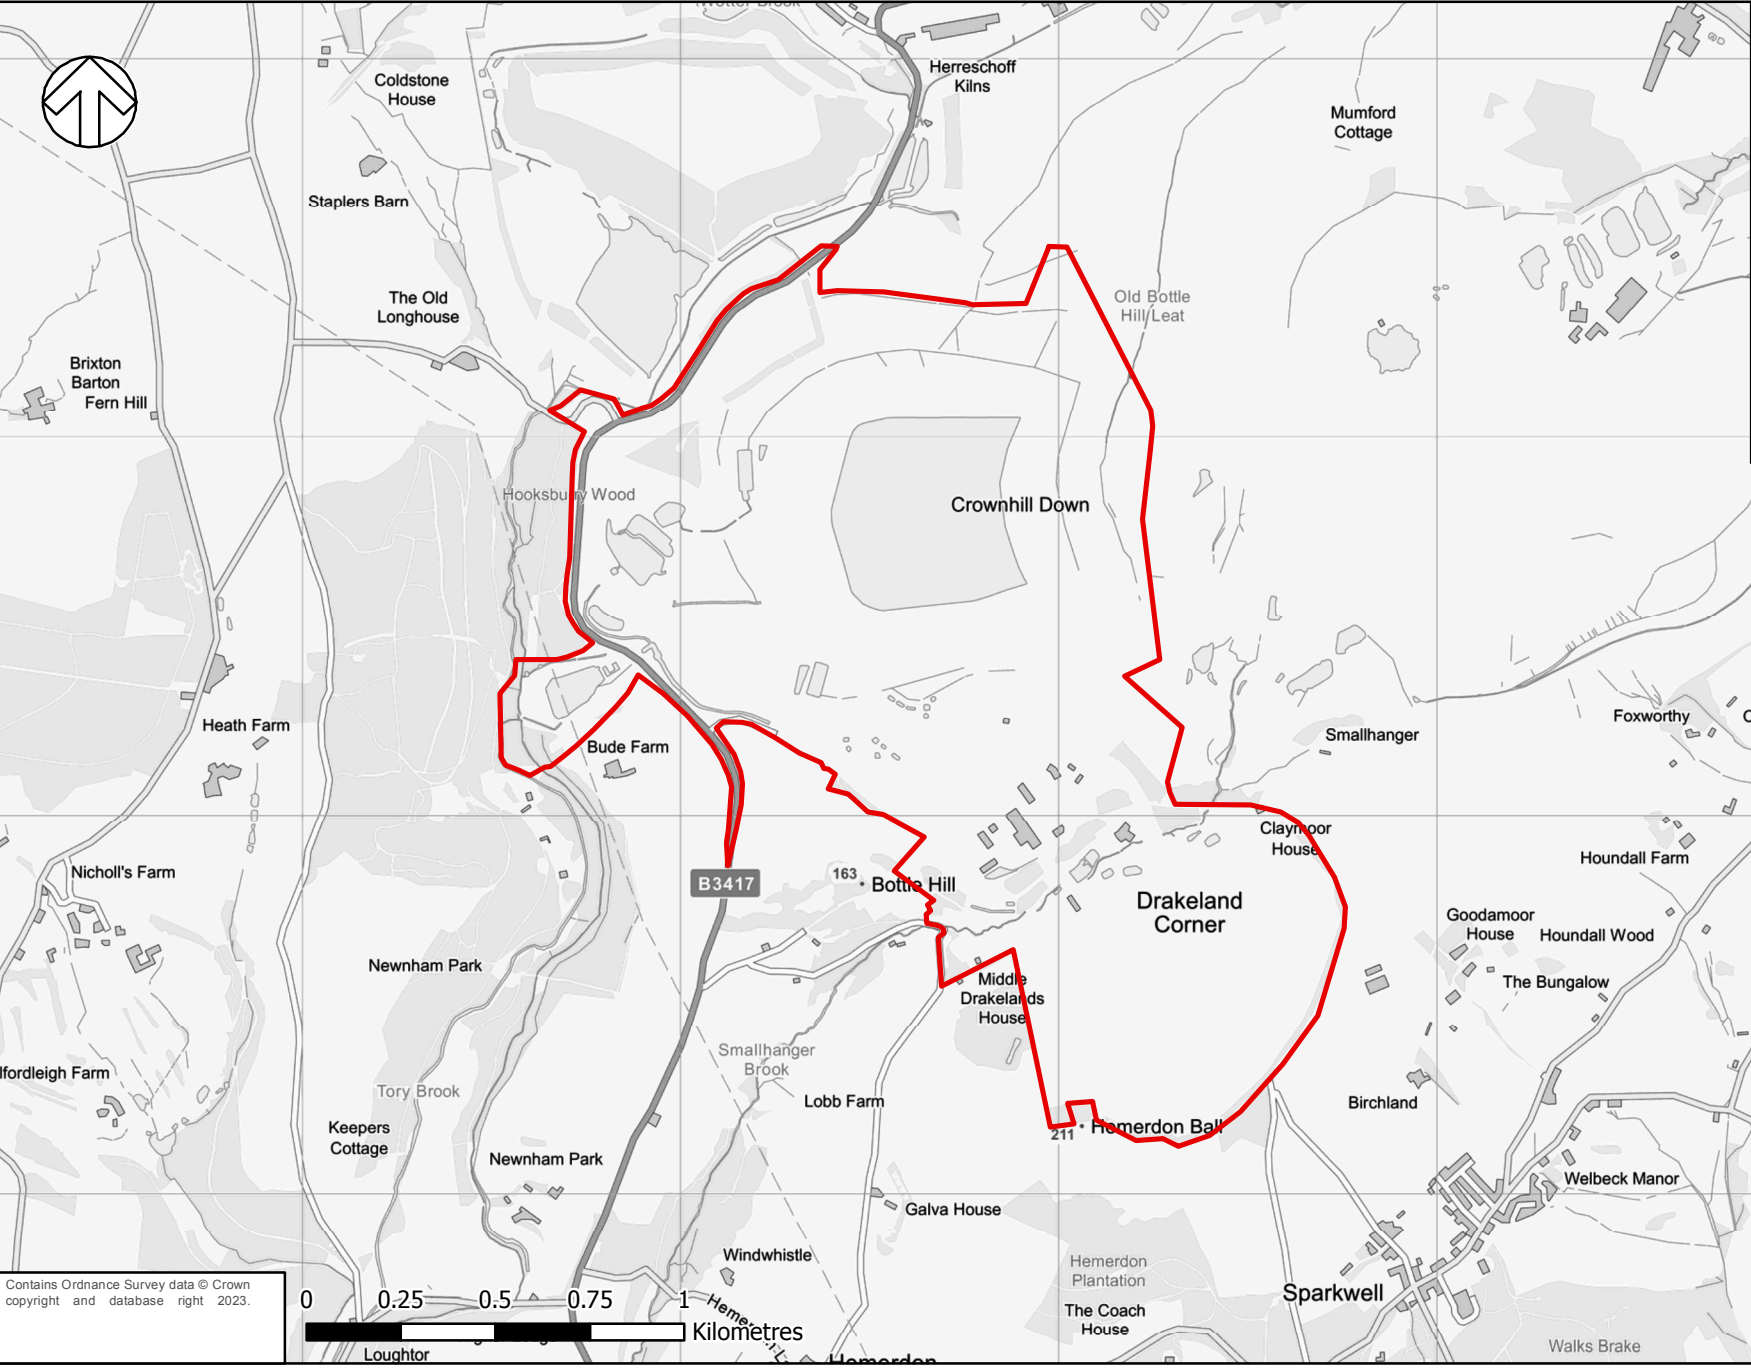 Wotter Brook
Herreschoff
Kilns
Coldstone
House
Mumford
Cottage
Staplers Barn
The Old
Longhouse
Old Bottle
Hill Leat
Brixton
Barton
Fern Hill
Hooksbury Wood
Crownhill Down
Heath Farm
Bude Farm
Foxworthy
Smallhanger
Claymoor
House
Houndall Farm
Nicholl's Farm
B3417
163
Bottle Hill
Drakeland
Corner
Goodamoor
House
Houndall Wood
Newnham Park
Middle
Drakelands
House
The Bungalow
Smallhanger
Brook
lfordleigh Farm
Tory Brook
Lobb Farm
Birchland
Keepers
Cottage
211
Hemerdon Ball
Newnham Park
Welbeck Manor
Galva House
Windwhistle
Hemerdon
Plantation
Sparkwell
The Coach
House
Walks Brake
Contains Ordnance Survey data © Crown
copyright and database right 2023.
0 0.25 0.5 0.75 1
Kilometres
Loughtor
Hemerdon